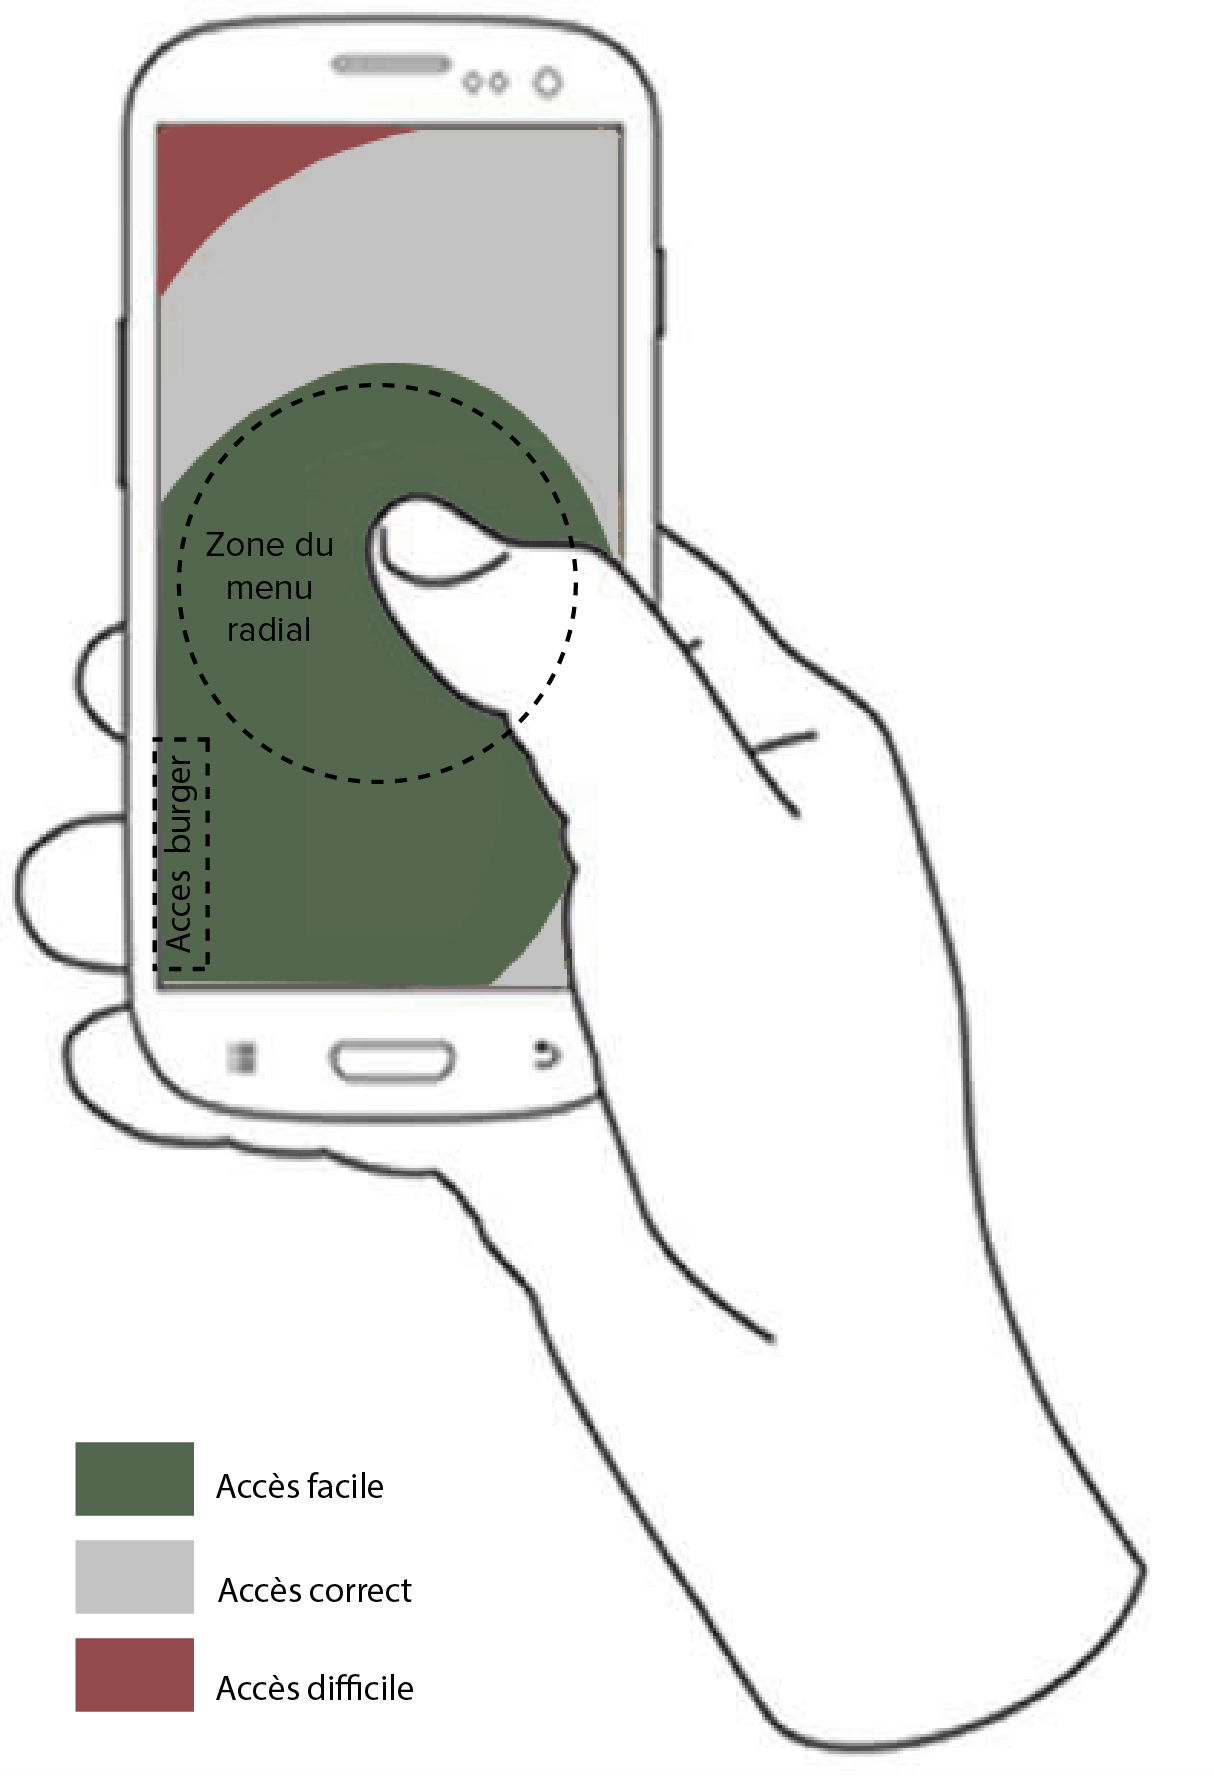 Zone du
menu
radial
Acces burger
Accès facile
Accès correct
Accès difficile